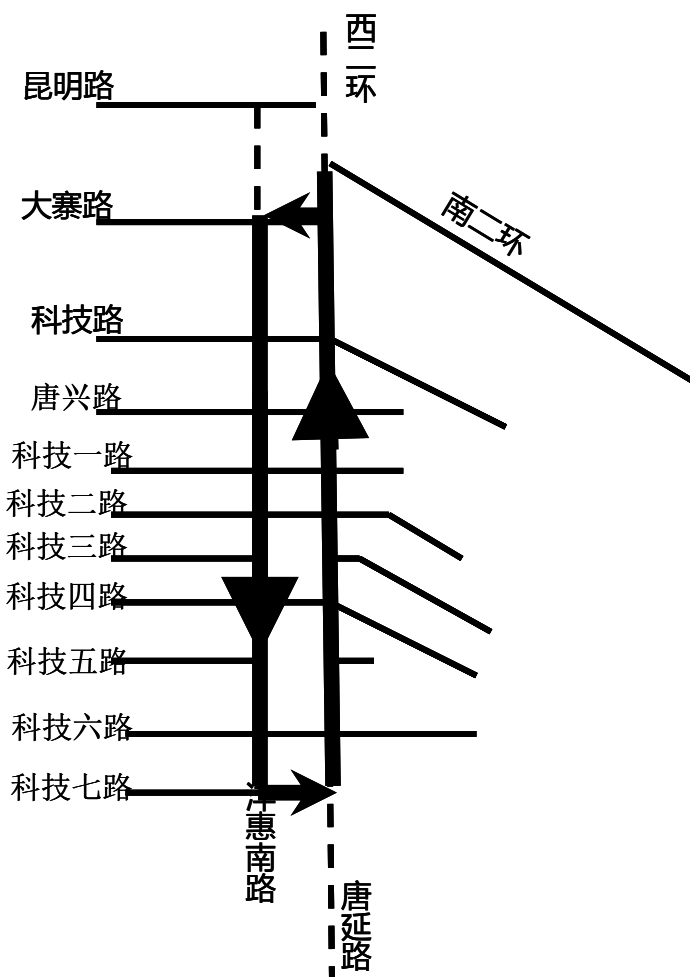 西二环
昆明路
大寨路
南二环
科技路
唐兴路
科技一路
科技二路
科技三路
科技四路
科技五路
科技六路
科技七路
沣惠南路
唐延路